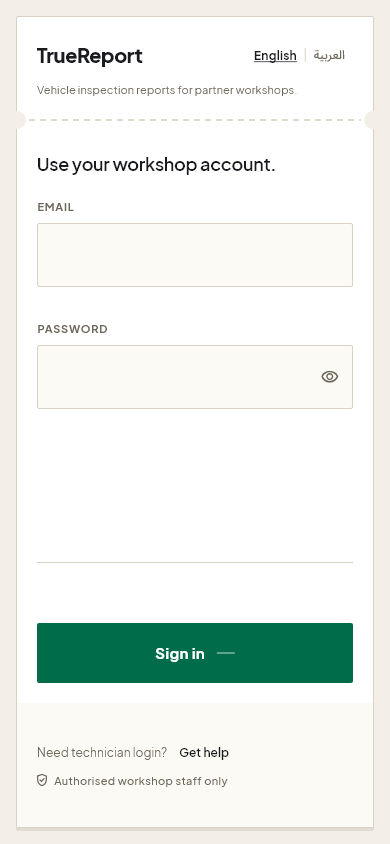 TrueReport
English العربية
Vehicle inspection reports for partner workshops.
Use your workshop account.
EMAIL
PASSWORD
Sign in
Need technician login? Get help
Authorised workshop staff only